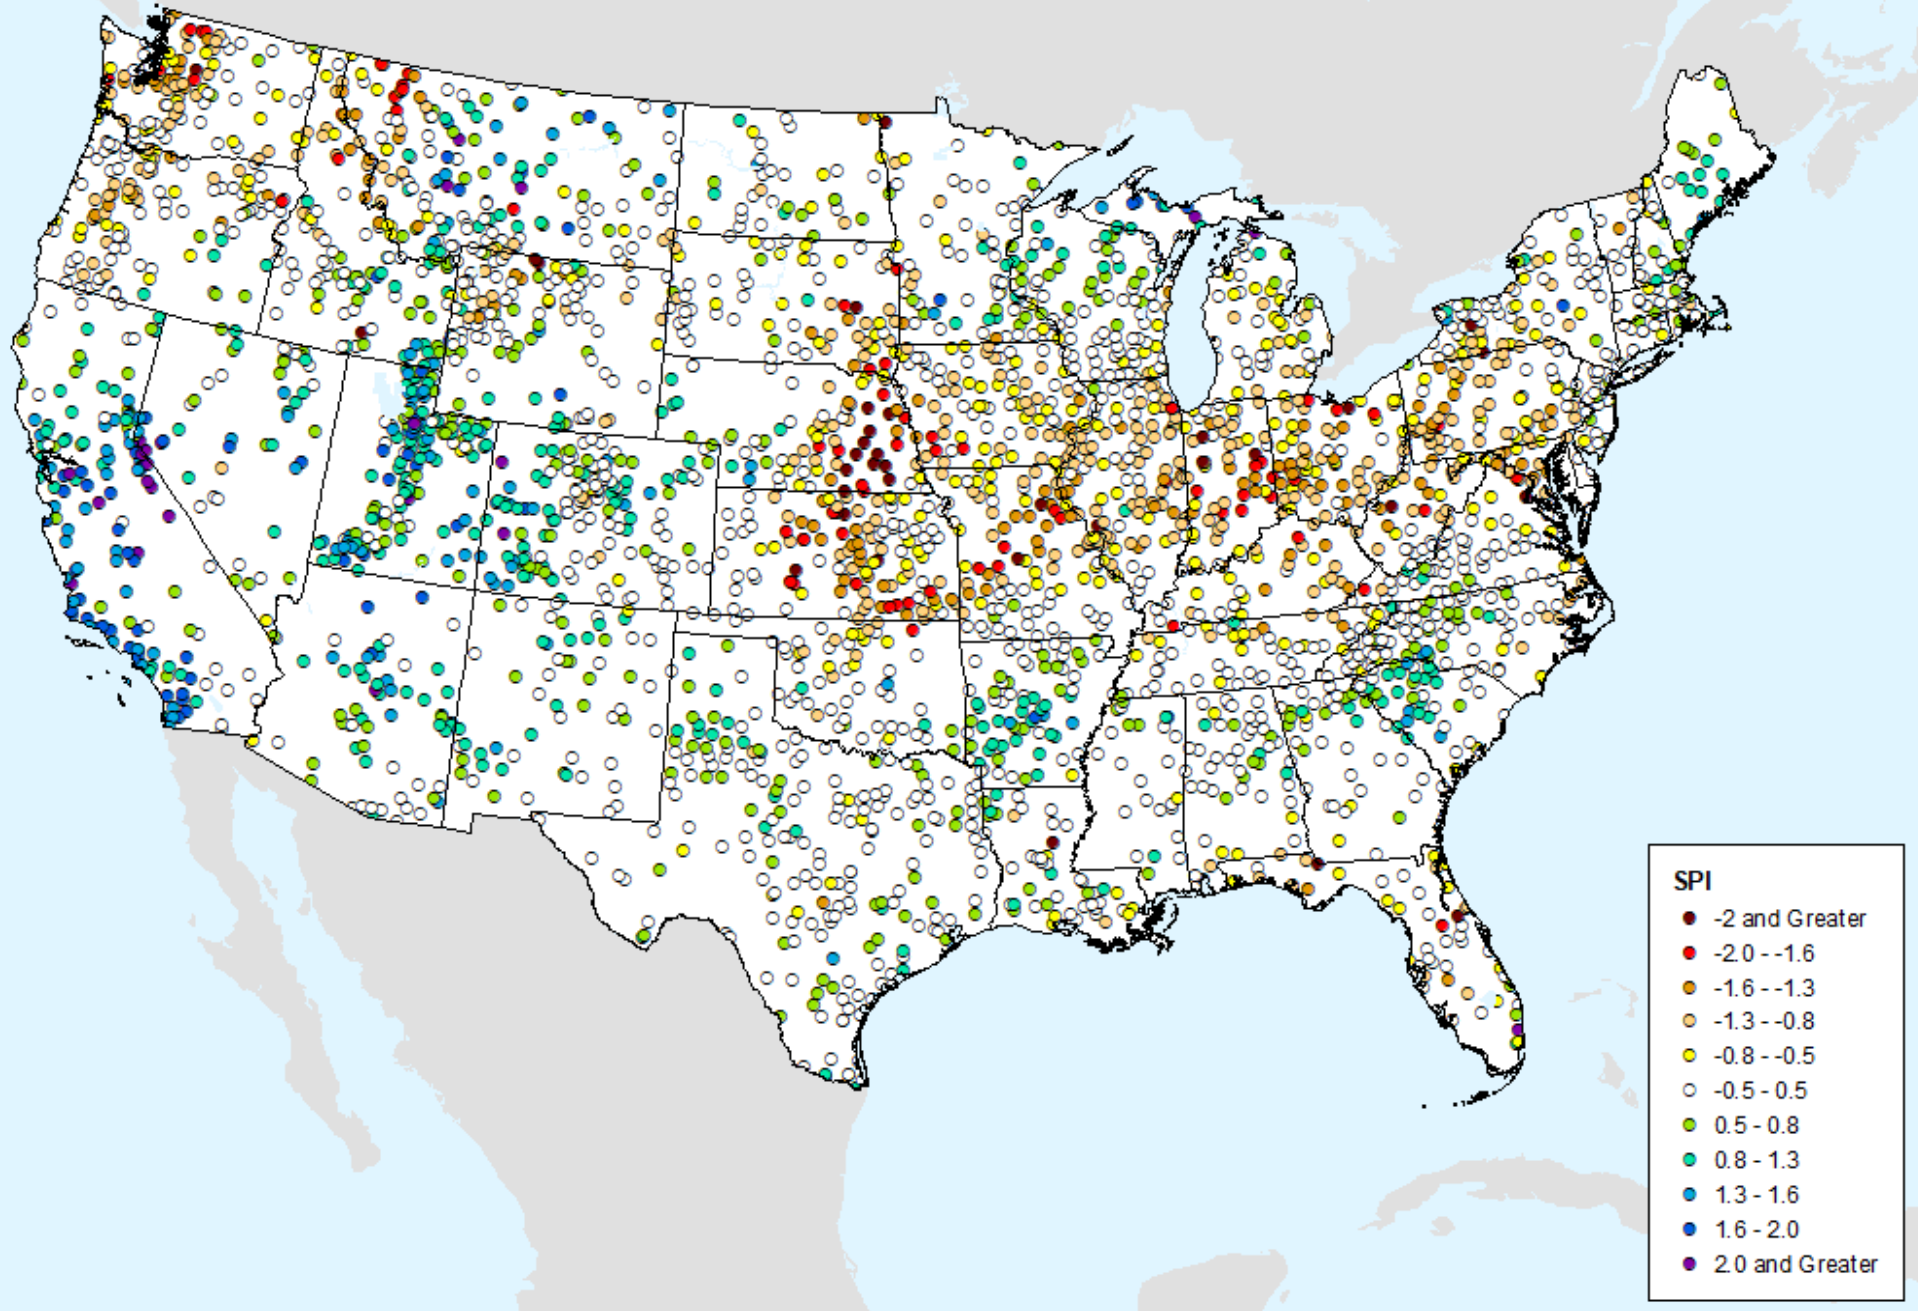 SPI
-2 and Greater
-2.0 - -1.6
-1.6 - -1.3
-1.3 - -0.8
-0.8 - -0.5
-0.5 - 0.5
0.5 - 0.8
0.8 - 1.3
1.3 - 1.6
1.6 - 2.0
2.0 and Greater